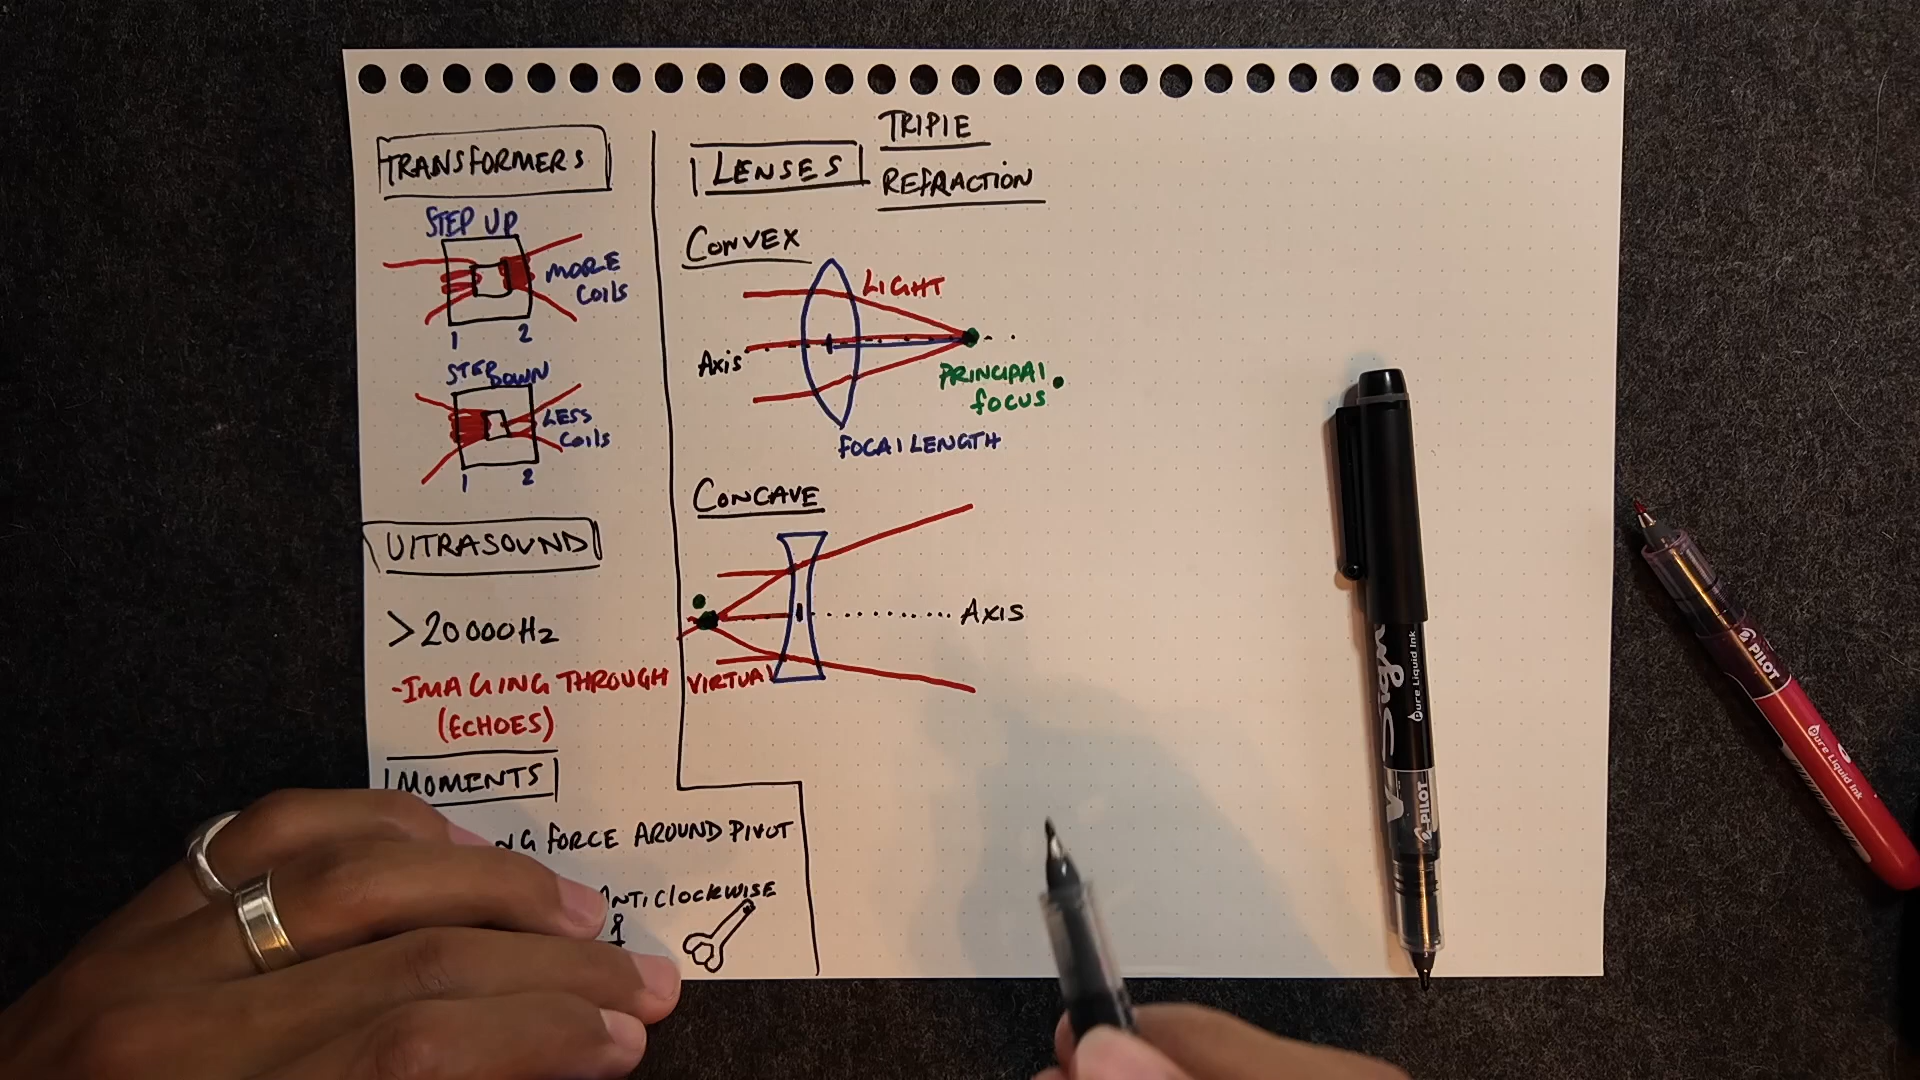 TRANSFORMERS
STEP UP
MORE
COILS
1 2
STEP DOWN
LESS
COILS
1 2
ULTRASOUND
>20000Hz
-IMAGING THROUGH
(ECHOES)
MOMENTS
NG FORCE AROUND PIVOT
ANTICLOCKWISE
LENSES
TRIPLE
REFRACTION
CONVEX
LIGHT
AXIS
PRINCIPAL
FOCUS
FOCAL LENGTH
CONCAVE
AXIS
VIRTUAL
PILOT
Pure Liquid Ink
PILOT
Pure Liquid Ink